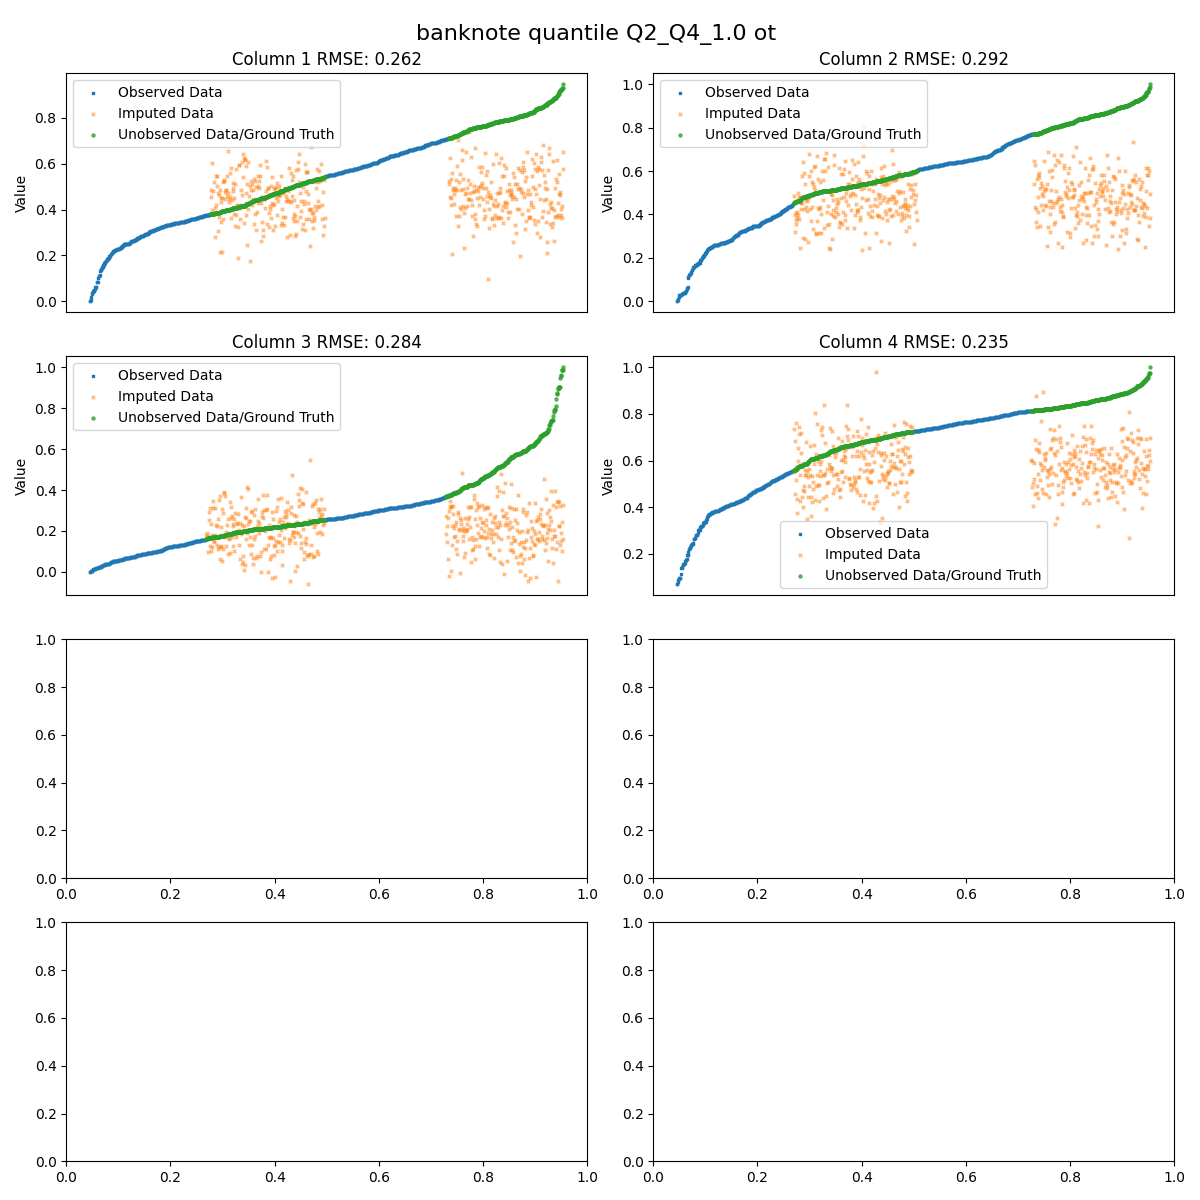 banknote quantile Q2_Q4_1.0 ot
Column 1 RMSE: 0.262
Observed Data
Imputed Data
Unobserved Data/Ground Truth
Value
0.8
0.6
0.4
0.2
0.0
Column 2 RMSE: 0.292
Observed Data
Imputed Data
Unobserved Data/Ground Truth
Value
1.0
0.8
0.6
0.4
0.2
0.0
Column 3 RMSE: 0.284
Observed Data
Imputed Data
Unobserved Data/Ground Truth
Value
1.0
0.8
0.6
0.4
0.2
0.0
Column 4 RMSE: 0.235
Observed Data
Imputed Data
Unobserved Data/Ground Truth
Value
1.0
0.8
0.6
0.4
0.2
1.0
0.8
0.6
0.4
0.2
0.0
0.0 0.2 0.4 0.6 0.8 1.0
1.0
0.8
0.6
0.4
0.2
0.0
0.0 0.2 0.4 0.6 0.8 1.0
1.0
0.8
0.6
0.4
0.2
0.0
0.0 0.2 0.4 0.6 0.8 1.0
1.0
0.8
0.6
0.4
0.2
0.0
0.0 0.2 0.4 0.6 0.8 1.0